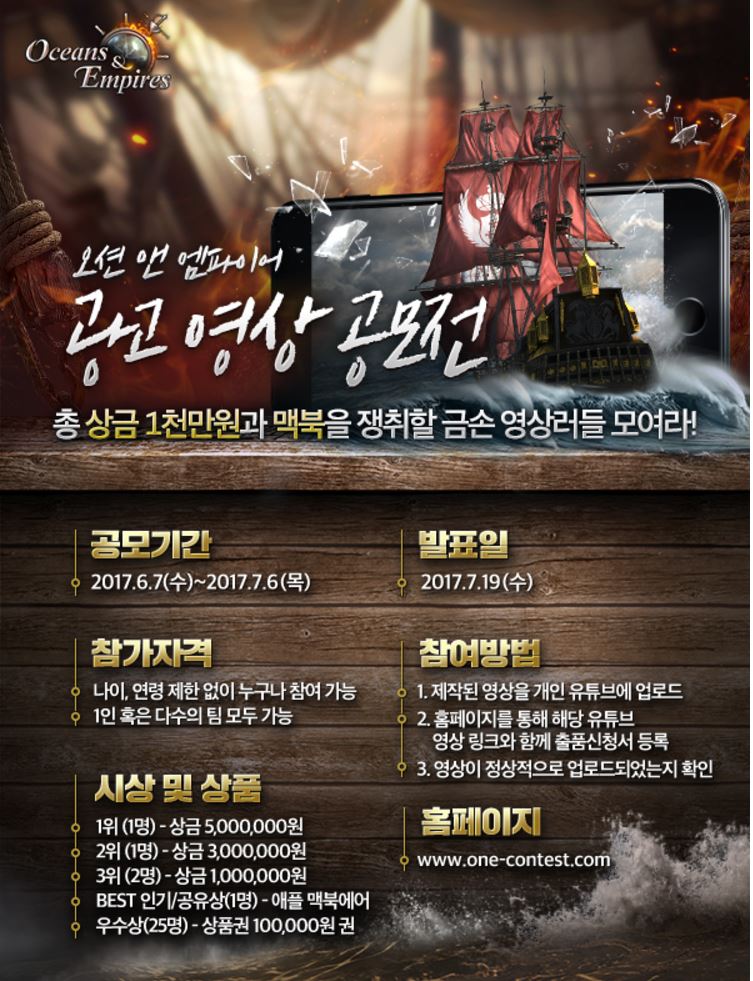 Oceans
&
Empires
오션 앤 엠파이어
광고 영상 공모전
총 상금 1천만원과 맥북을 쟁취할 금손 영상러들 모여라!
공모기간
2017.6.7(수)~2017.7.6(목)
발표일
2017.7.19(수)
참가자격
나이, 연령 제한 없이 누구나 참여 가능
1인 혹은 다수의 팀 모두 가능
참여방법
1. 제작된 영상을 개인 유튜브에 업로드
2. 홈페이지를 통해 해당 유튜브
영상 링크와 함께 출품신청서 등록
3. 영상이 정상적으로 업로드되었는지 확인
시상 및 상품
1위 (1명) - 상금 5,000,000원
2위 (1명) - 상금 3,000,000원
3위 (2명) - 상금 1,000,000원
BEST 인기/공유상(1명) - 애플 맥북에어
우수상(25명) - 상품권 100,000원 권
홈페이지
www.one-contest.com